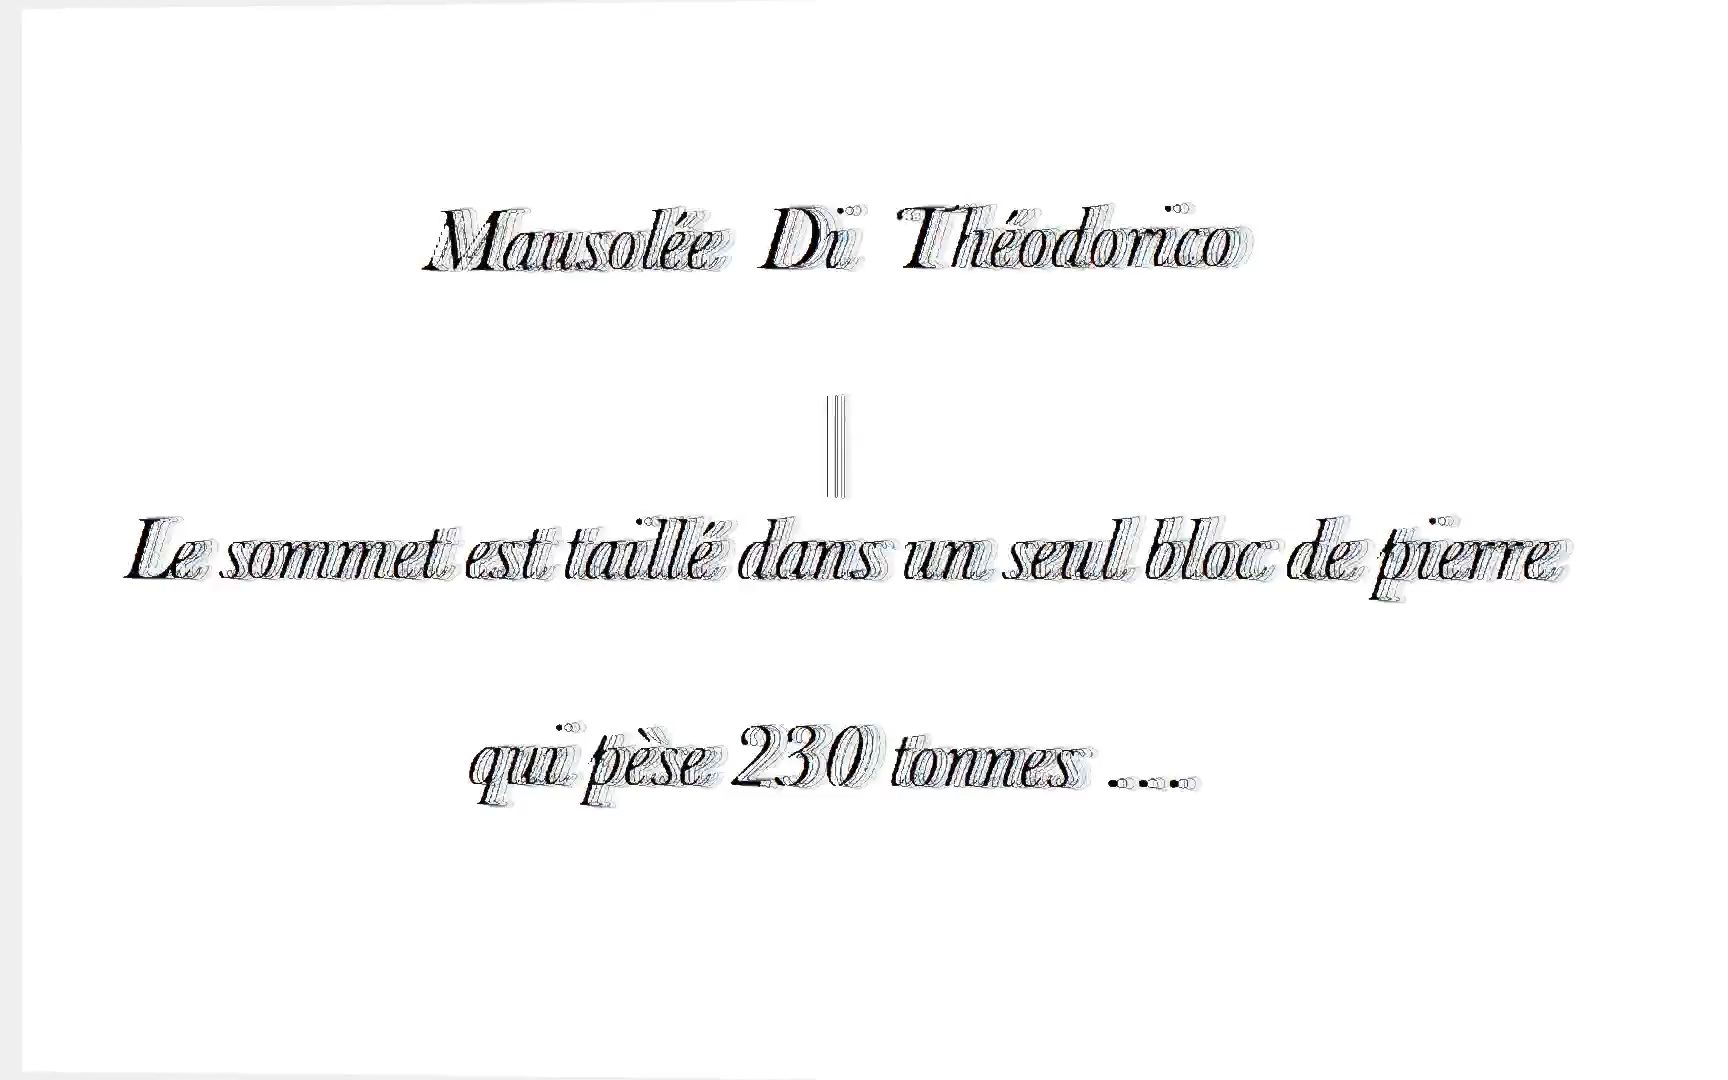 Mausolée Di Théodorico
Le sommet est taillé dans un seul bloc de pierre
qui pèse 230 tonnes ...